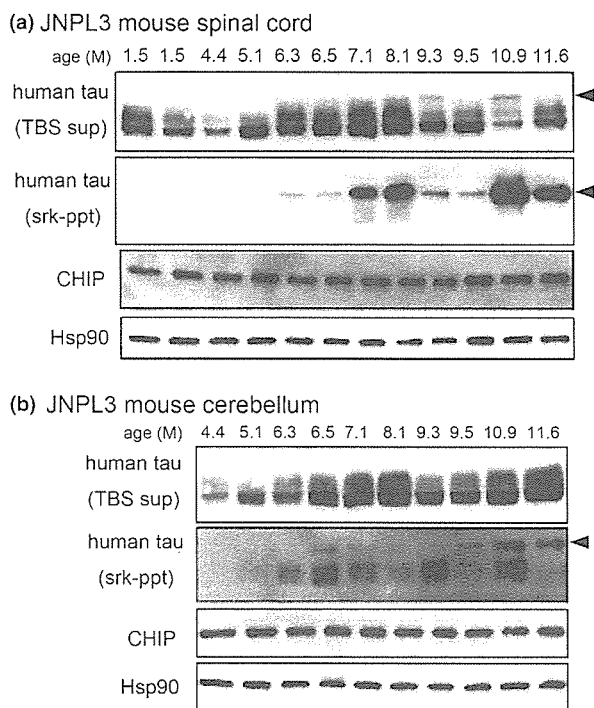 (a) JNPL3 mouse spinal cord
age (M) 1.5 1.5 4.4 5.1 6.3 6.5 7.1 8.1 9.3 9.5 10.9 11.6
human tau
(TBS sup)
human tau
(srk-ppt)
CHIP
Hsp90
(b) JNPL3 mouse cerebellum
age (M) 4.4 5.1 6.3 6.5 7.1 8.1 9.3 9.5 10.9 11.6
human tau
(TBS sup)
human tau
(srk-ppt)
CHIP
Hsp90